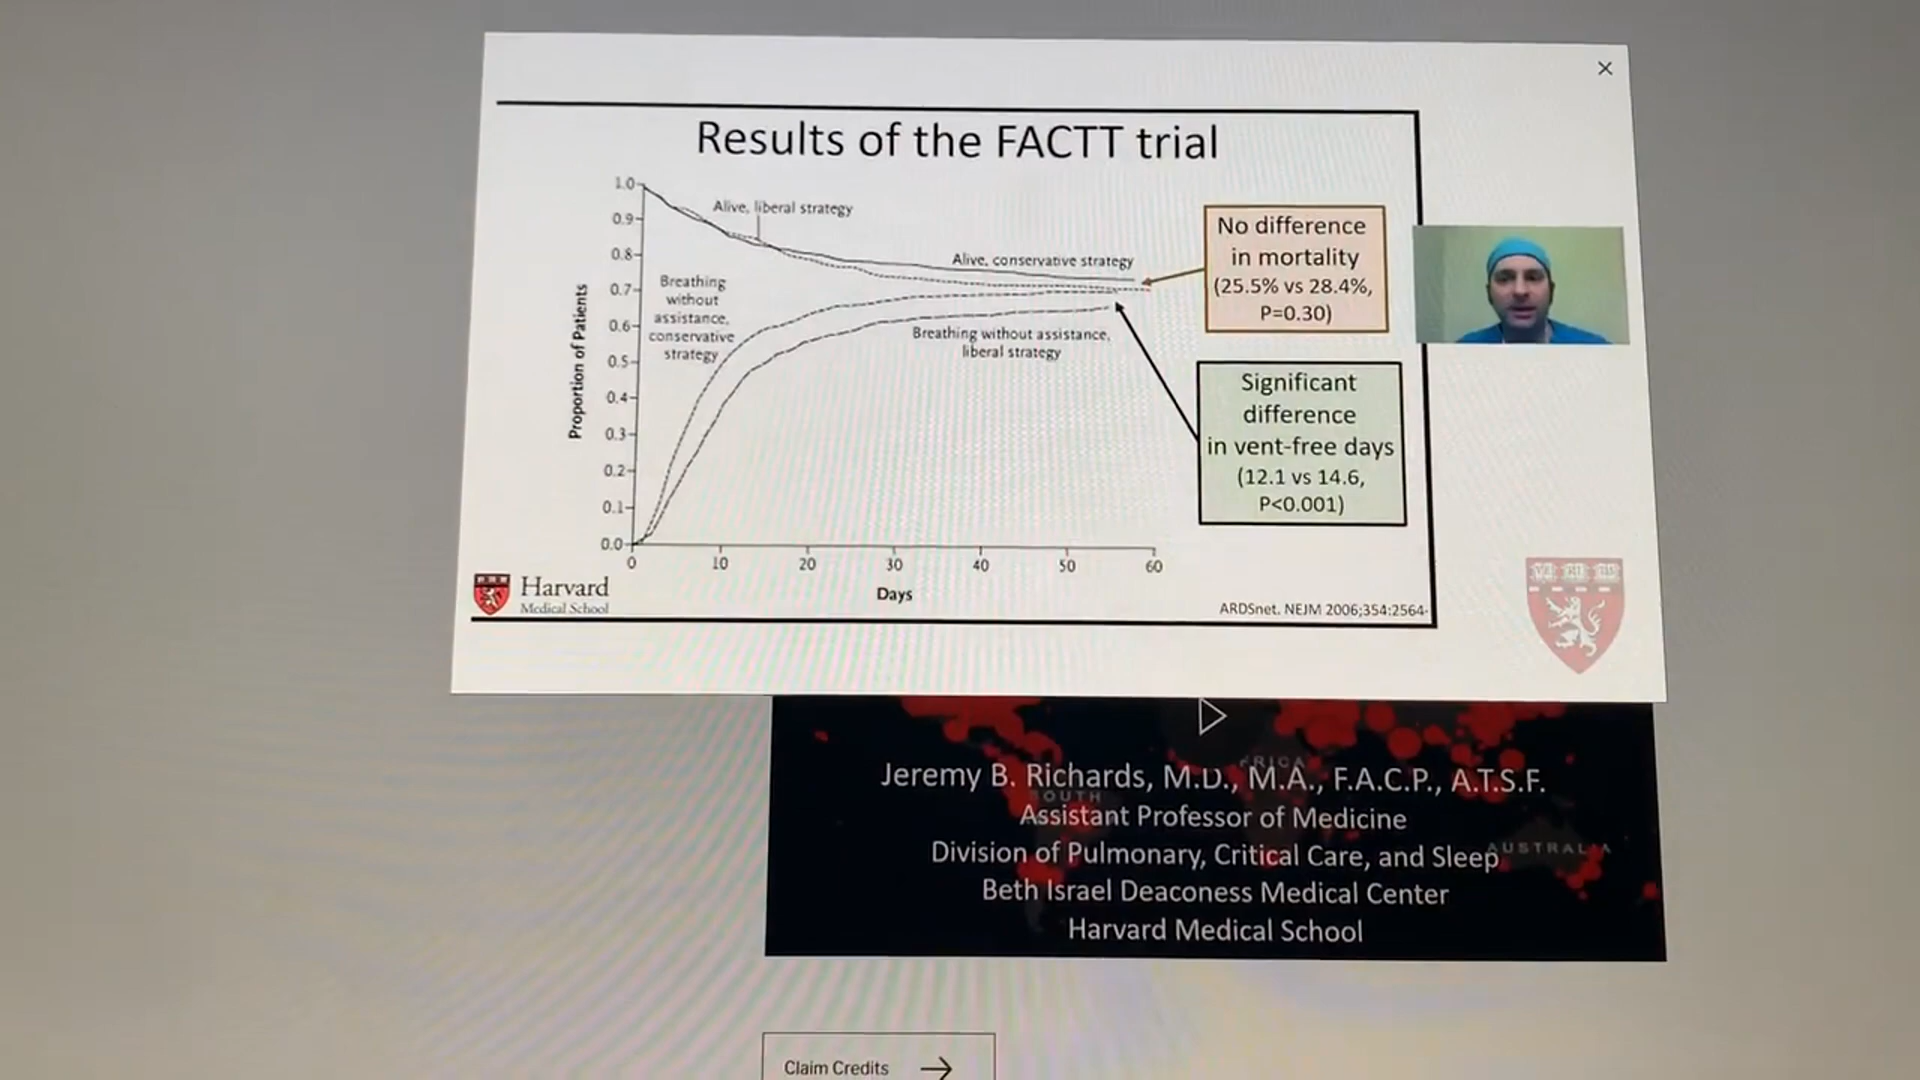 Results of the FACTT trial
1.0
0.9
0.8
0.7
0.6
0.5
0.4
0.3
0.2
0.1
0.0
Proportion of Patients
Alive, liberal strategy
Alive, conservative strategy
Breathing
without
assistance,
conservative
strategy
Breathing without assistance,
liberal strategy
0 10 20 30 40 50 60
Days
No difference
in mortality
(25.5% vs 28.4%,
P=0.30)
Significant
difference
in vent-free days
(12.1 vs 14.6,
P<0.001)
Harvard
Medical School
ARDSnet. NEJM 2006;354:2564-
VE RI TAS
Jeremy B. Richards, M.D., M.A., F.A.C.P., A.T.S.F.
Assistant Professor of Medicine
Division of Pulmonary, Critical Care, and Sleep
Beth Israel Deaconess Medical Center
Harvard Medical School
SOUTH
AUSTRALIA
Claim Credits